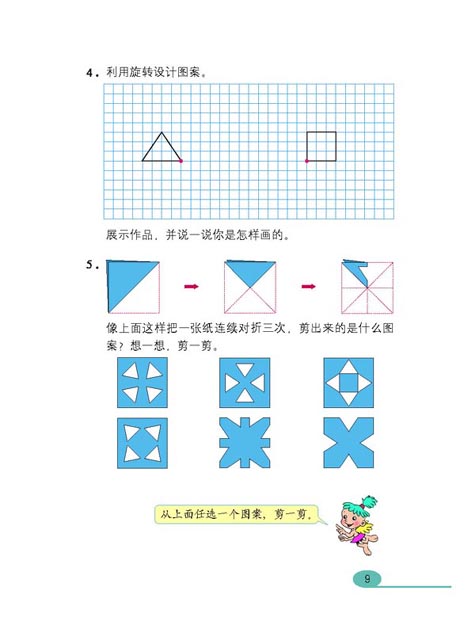 4. 利用旋转设计图案。
展示作品，并说一说你是怎样画的。
5.
像上面这样把一张纸连续对折三次，剪出来的是什么图
案？想一想，剪一剪。
从上面任选一个图案，剪一剪。
9